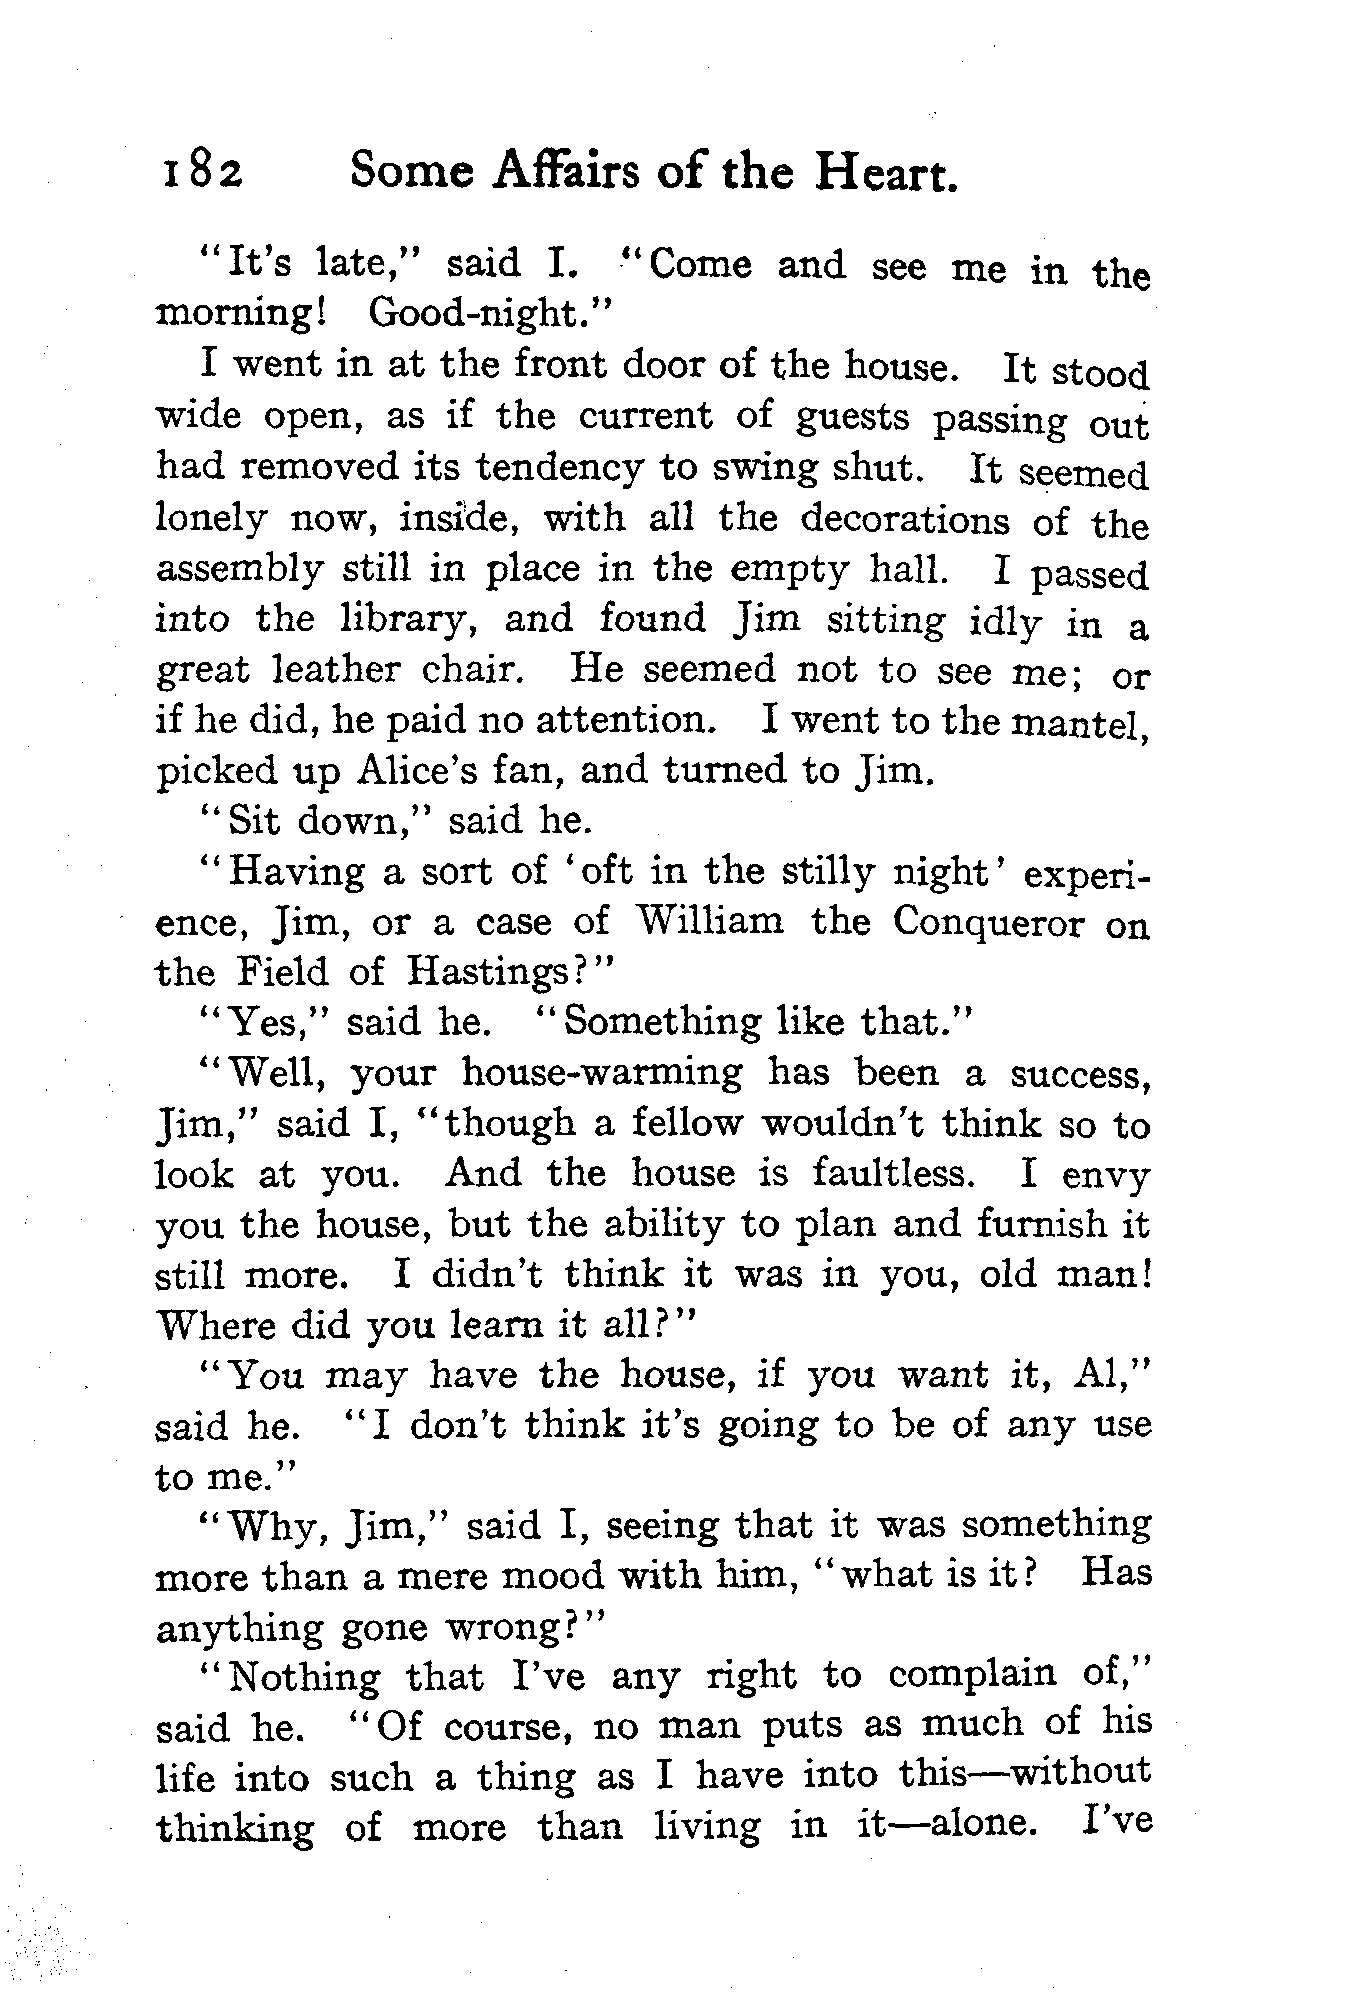 182 Some Affairs of the Heart.
"It's late," said I. "Come and see me in the
morning! Good-night."
I went in at the front door of the house. It stood
wide open, as if the current of guests passing out
had removed its tendency to swing shut. It seemed
lonely now, inside, with all the decorations of the
assembly still in place in the empty hall. I passed
into the library, and found Jim sitting idly in a
great leather chair. He seemed not to see me; or
if he did, he paid no attention. I went to the mantel,
picked up Alice's fan, and turned to Jim.
"Sit down," said he.
"Having a sort of 'oft in the stilly night' experi-
ence, Jim, or a case of William the Conqueror on
the Field of Hastings?"
"Yes," said he. "Something like that."
"Well, your house-warming has been a success,
Jim," said I, "though a fellow wouldn't think so to
look at you. And the house is faultless. I envy
you the house, but the ability to plan and furnish it
still more. I didn't think it was in you, old man!
Where did you learn it all?"
"You may have the house, if you want it, Al,"
said he. "I don't think it's going to be of any use
to me."
"Why, Jim," said I, seeing that it was something
more than a mere mood with him, "what is it? Has
anything gone wrong?"
"Nothing that I've any right to complain of,"
said he. "Of course, no man puts as much of his
life into such a thing as I have into this—without
thinking of more than living in it—alone. I've